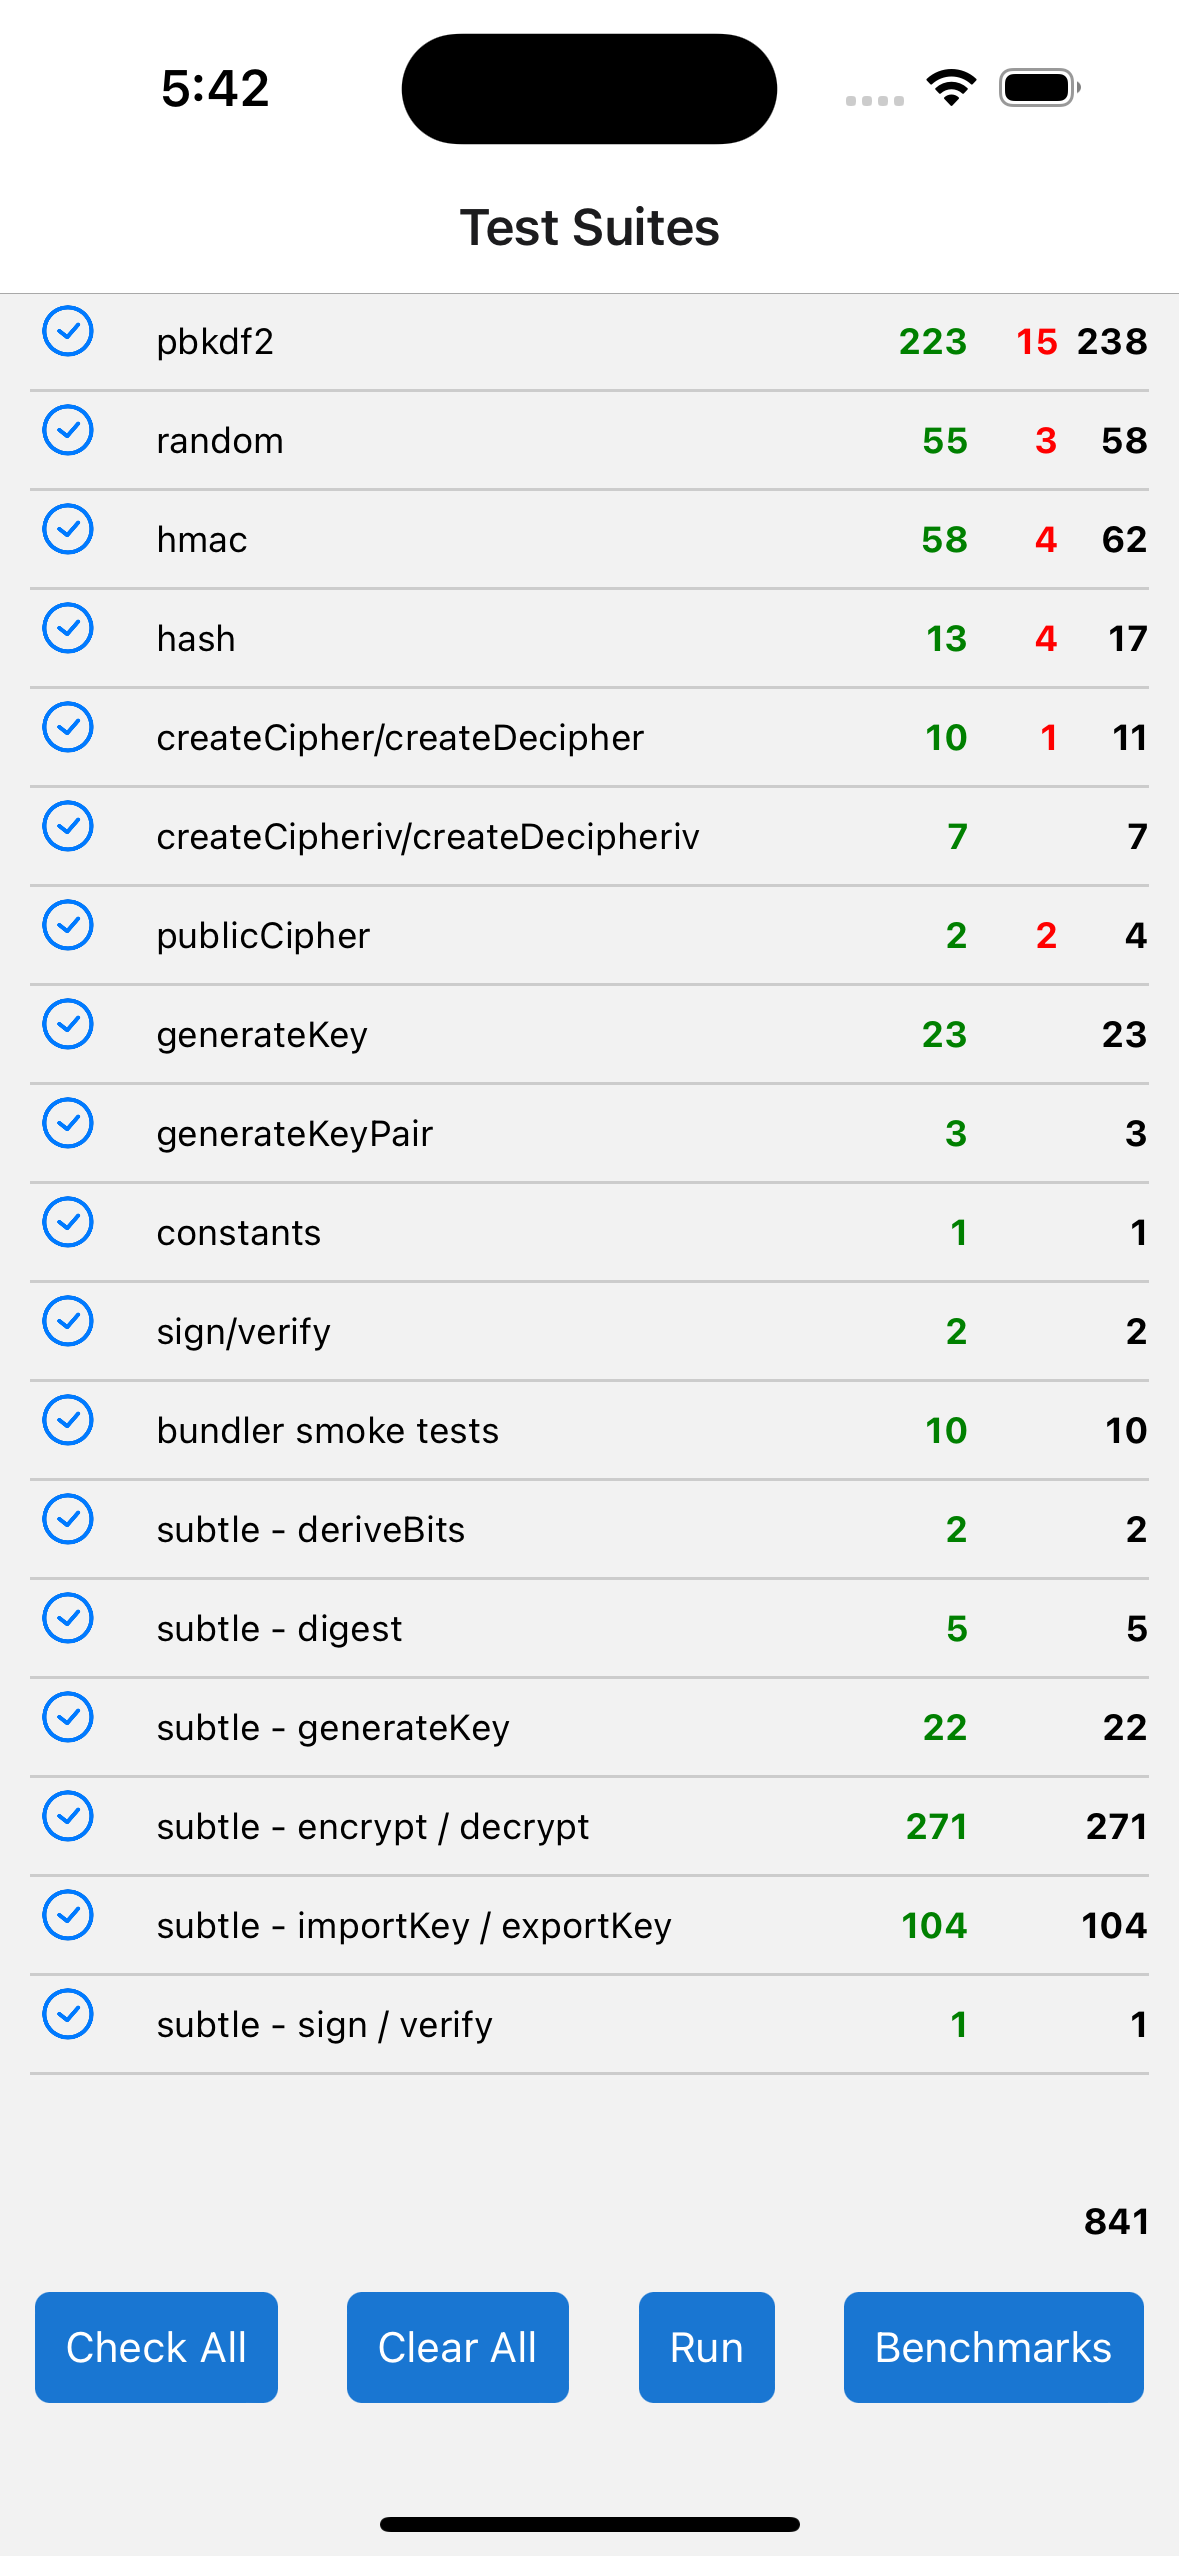 5:42
Test Suites
pbkdf2 223 15 238
random 55 3 58
hmac 58 4 62
hash 13 4 17
createCipher/createDecipher 10 1 11
createCipheriv/createDecipheriv 7 7
publicCipher 2 2 4
generateKey 23 23
generateKeyPair 3 3
constants 1 1
sign/verify 2 2
bundler smoke tests 10 10
subtle - deriveBits 2 2
subtle - digest 5 5
subtle - generateKey 22 22
subtle - encrypt / decrypt 271 271
subtle - importKey / exportKey 104 104
subtle - sign / verify 1 1
841
Check All Clear All Run Benchmarks